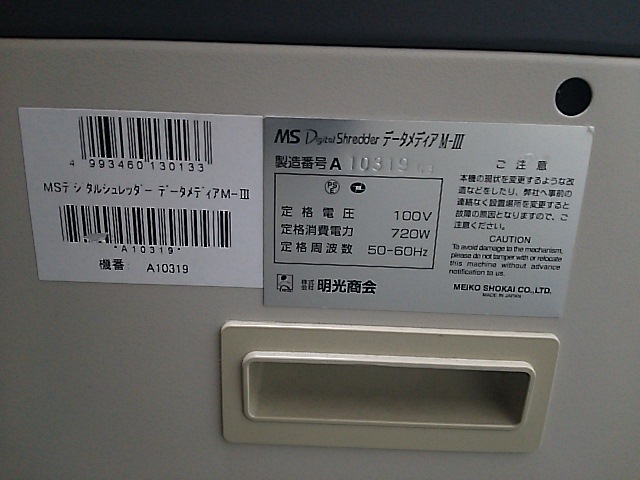 4 993460 130133
MSデジタルシュレッダー データメディアM-III
*A10319*
機番 A10319
MS Digital Shredder データメディア M-III
製造番号 A 10319
PS E
定格電圧 100V
定格消費電力 720W
定格周波数 50-60Hz
株式会社 明光商会
ご注意
本機の現状を変更するような改
造などをしたり、弊社へ事前の
連絡なく設置場所を変更すると
故障の原因となりますので、ご
注意ください。
CAUTION
To avoid damage to the mechanism,
please do not tamper with or relocate
this machine without advance
notification to us.
MEIKO SHOKAI CO.,LTD.
MADE IN JAPAN